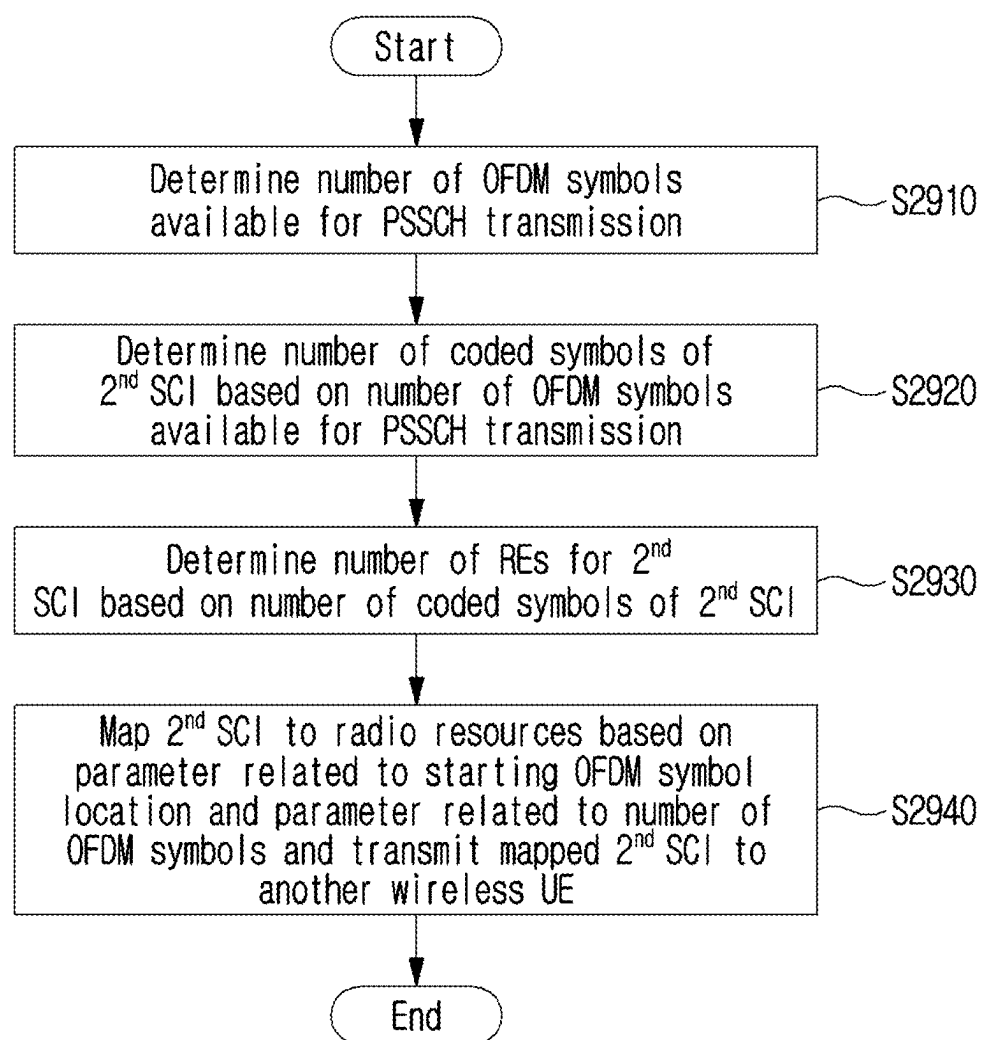 Start
Determine number of OFDM symbols
available for PSSCH transmission
S2910
Determine number of coded symbols of
2nd SCI based on number of OFDM symbols
available for PSSCH transmission
S2920
Determine number of REs for 2nd
SCI based on number of coded symbols of 2nd SCI
S2930
Map 2nd SCI to radio resources based on
parameter related to starting OFDM symbol
location and parameter related to number of
OFDM symbols and transmit mapped 2nd SCI to
another wireless UE
S2940
End